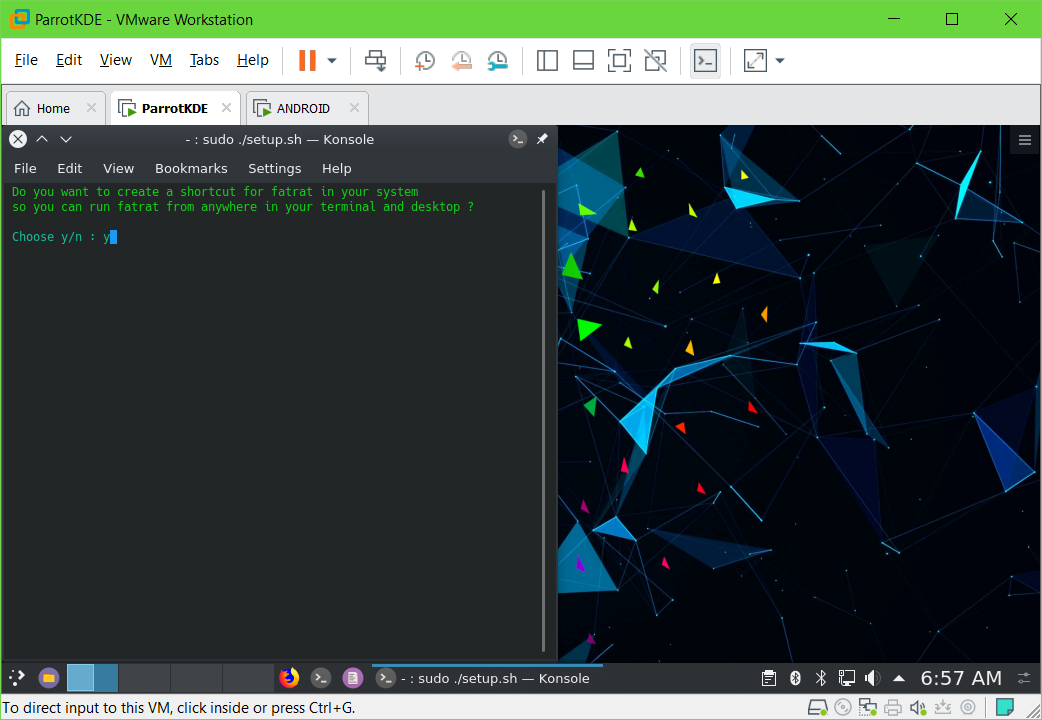 ParrotKDE - VMware Workstation
File Edit View VM Tabs Help
Home ParrotKDE ANDROID
- : sudo ./setup.sh — Konsole
File Edit View Bookmarks Settings Help
Do you want to create a shortcut for fatrat in your system
so you can run fatrat from anywhere in your terminal and desktop ?
Choose y/n : y
- : sudo ./setup.sh — Konsole
6:57 AM
To direct input to this VM, click inside or press Ctrl+G.